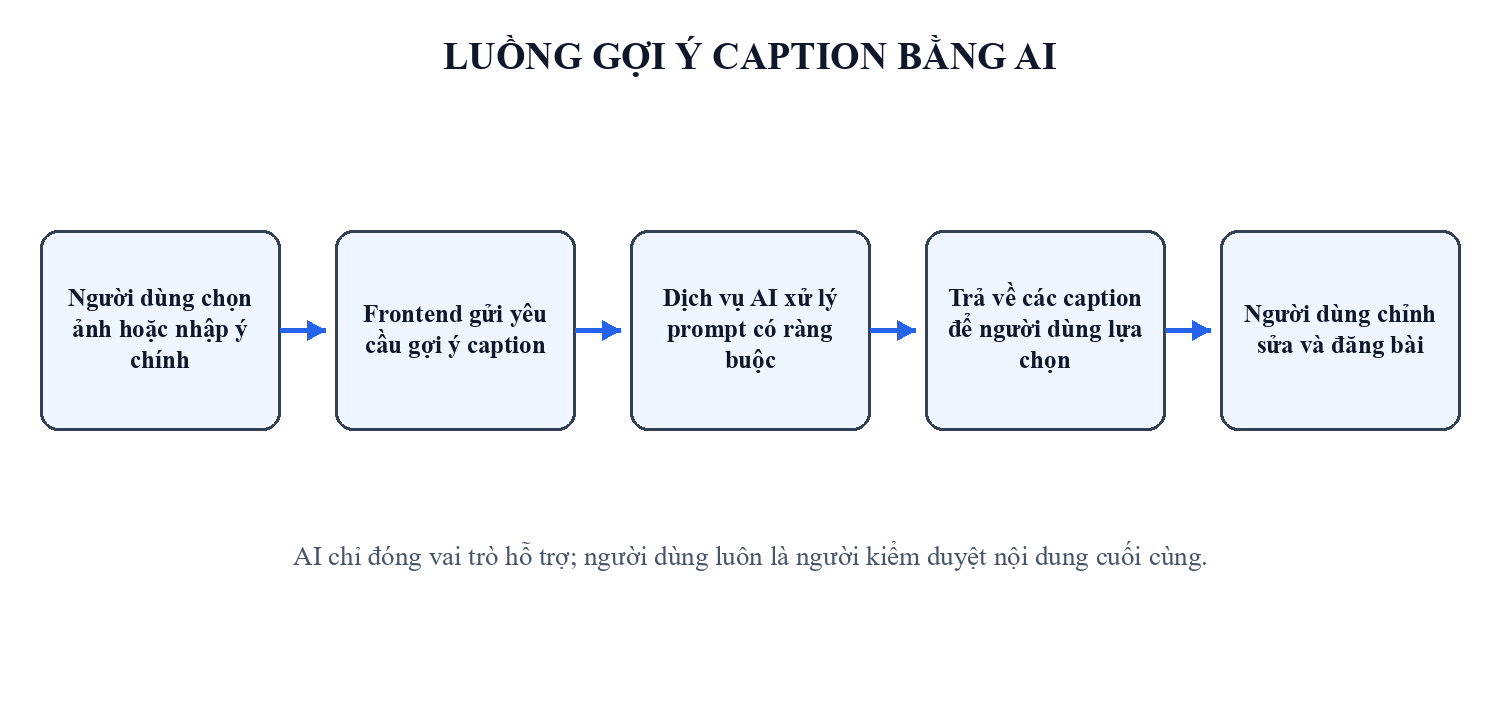 LUỒNG GỢI Ý CAPTION BẰNG AI
Người dùng chọn
ảnh hoặc nhập ý
chính
Frontend gửi yêu
cầu gợi ý caption
Dịch vụ AI xử lý
prompt có ràng
buộc
Trả về các caption
để người dùng lựa
chọn
Người dùng chỉnh
sửa và đăng bài
AI chỉ đóng vai trò hỗ trợ; người dùng luôn là người kiểm duyệt nội dung cuối cùng.